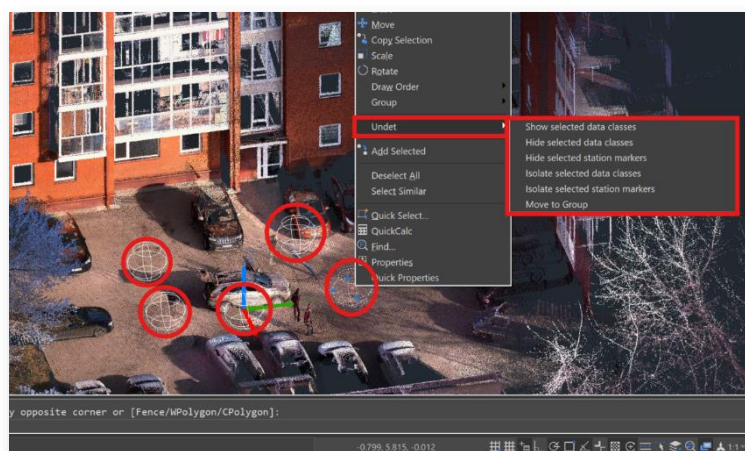 Move
Copy Selection
Scale
Rotate
Draw Order
Group
Undet
Add Selected
Deselect All
Select Similar
Quick Select...
QuickCalc
Find...
Properties
Quick Properties
Show selected data classes
Hide selected data classes
Hide selected station markers
Isolate selected data classes
Isolate selected station markers
Move to Group
y opposite corner or [Fence/WPolygon/CPolygon]:
-0.799, 5.815, -0.012
1:1